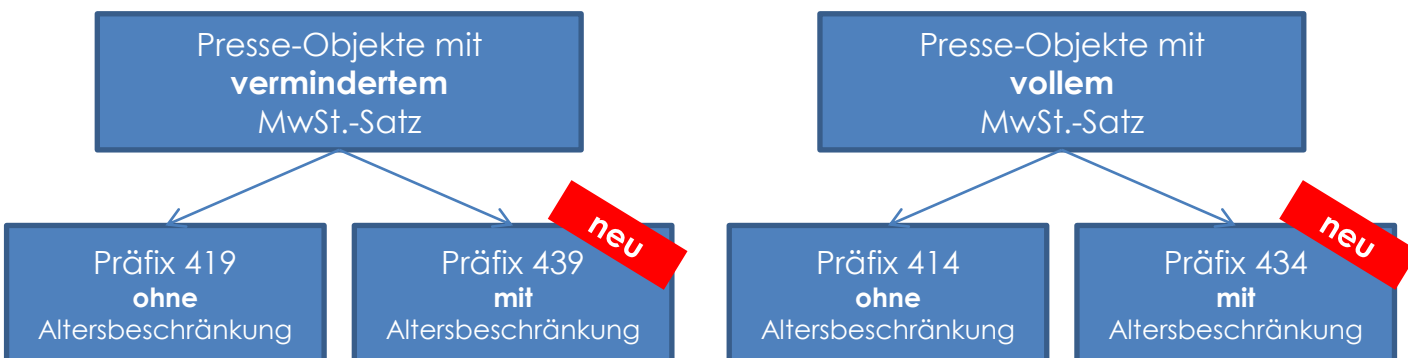 Presse-Objekte mit
vermindertem
MwSt.-Satz
Presse-Objekte mit
vollem
MwSt.-Satz
Präfix 419
ohne
Altersbeschränkung
Präfix 439
mit
Altersbeschränkung
neu
Präfix 414
ohne
Altersbeschränkung
Präfix 434
mit
Altersbeschränkung
neu